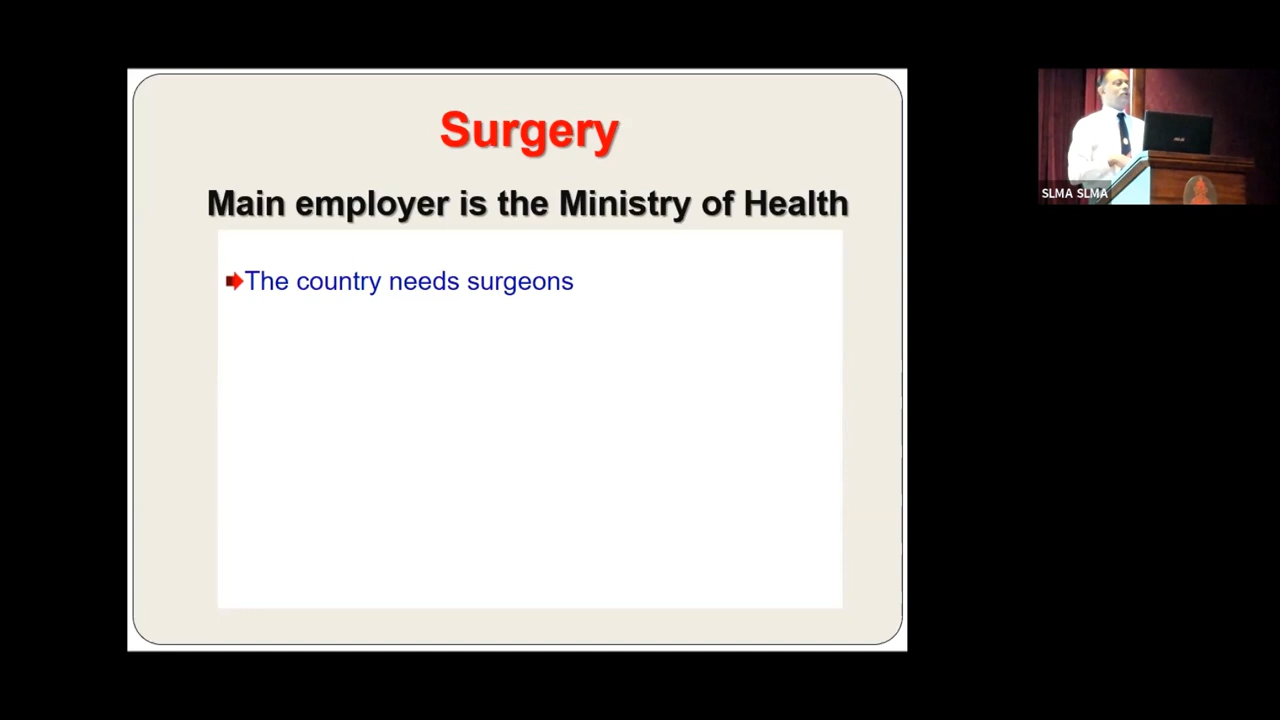 Surgery
Main employer is the Ministry of Health
The country needs surgeons
SLMA SLMA